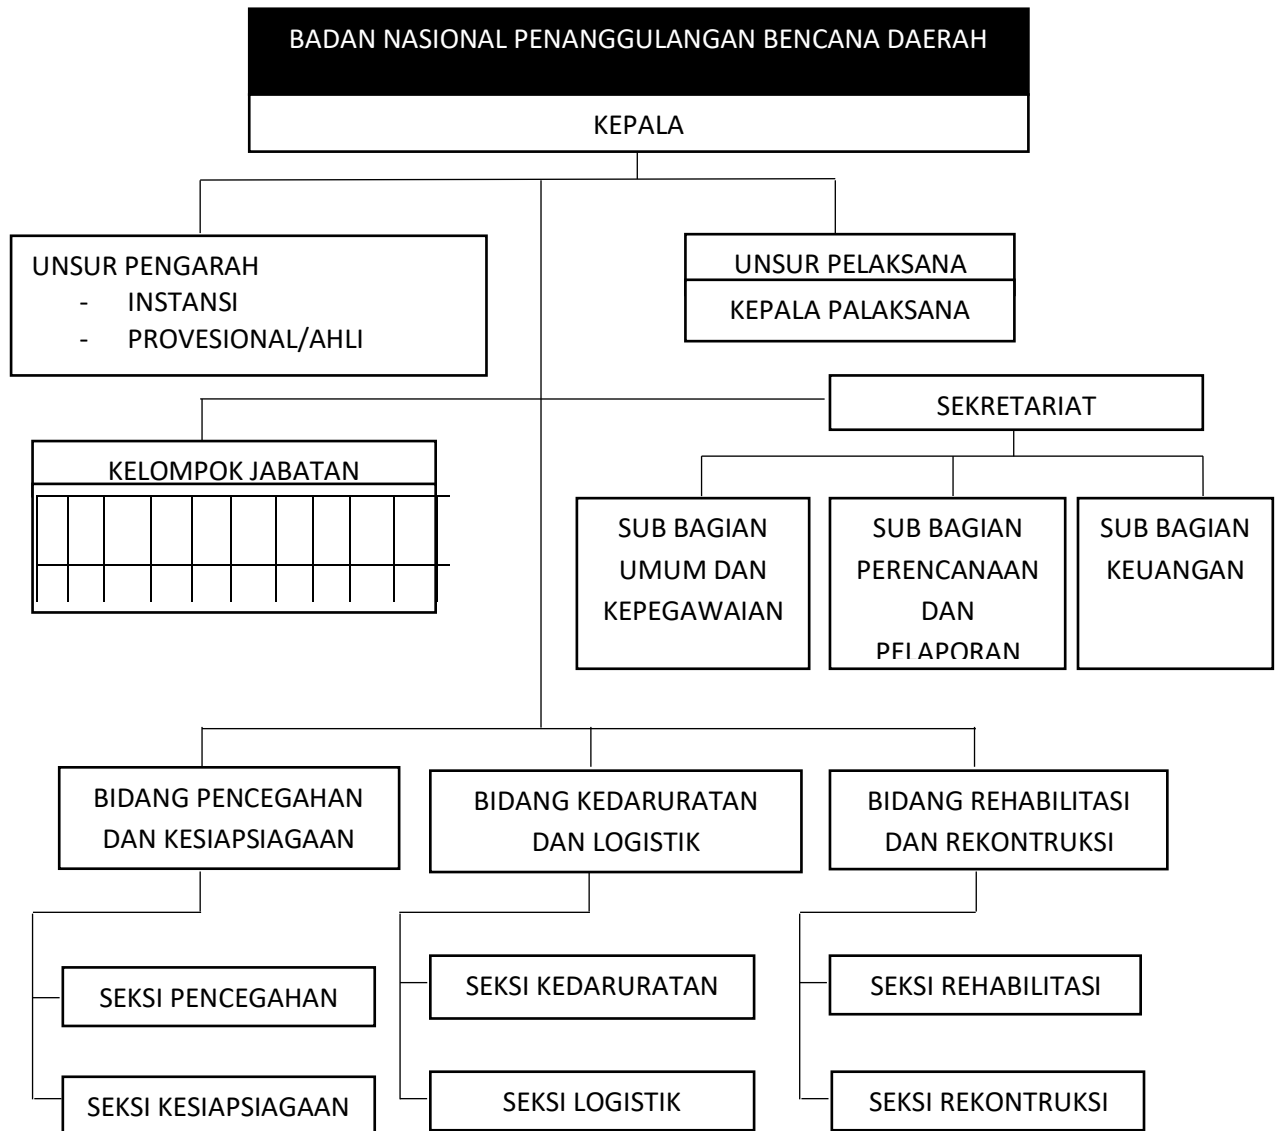 BADAN NASIONAL PENANGGULANGAN BENCANA DAERAH
KEPALA
UNSUR PENGARAH
- INSTANSI
- PROVESIONAL/AHLI
UNSUR PELAKSANA
KEPALA PALAKSANA
SEKRETARIAT
KELOMPOK JABATAN
SUB BAGIAN
UMUM DAN
KEPEGAWAIAN
SUB BAGIAN
PERENCANAAN
DAN
PELAPORAN
SUB BAGIAN
KEUANGAN
BIDANG PENCEGAHAN
DAN KESIAPSIAGAAN
BIDANG KEDARURATAN
DAN LOGISTIK
BIDANG REHABILITASI
DAN REKONTRUKSI
SEKSI PENCEGAHAN
SEKSI KEDARURATAN
SEKSI REHABILITASI
SEKSI KESIAPSIAGAAN
SEKSI LOGISTIK
SEKSI REKONTRUKSI